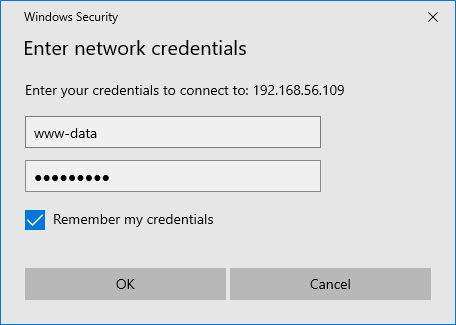 Windows Security
Enter network credentials
Enter your credentials to connect to: 192.168.56.109
www-data
●●●●●●●●●
Remember my credentials
OK
Cancel